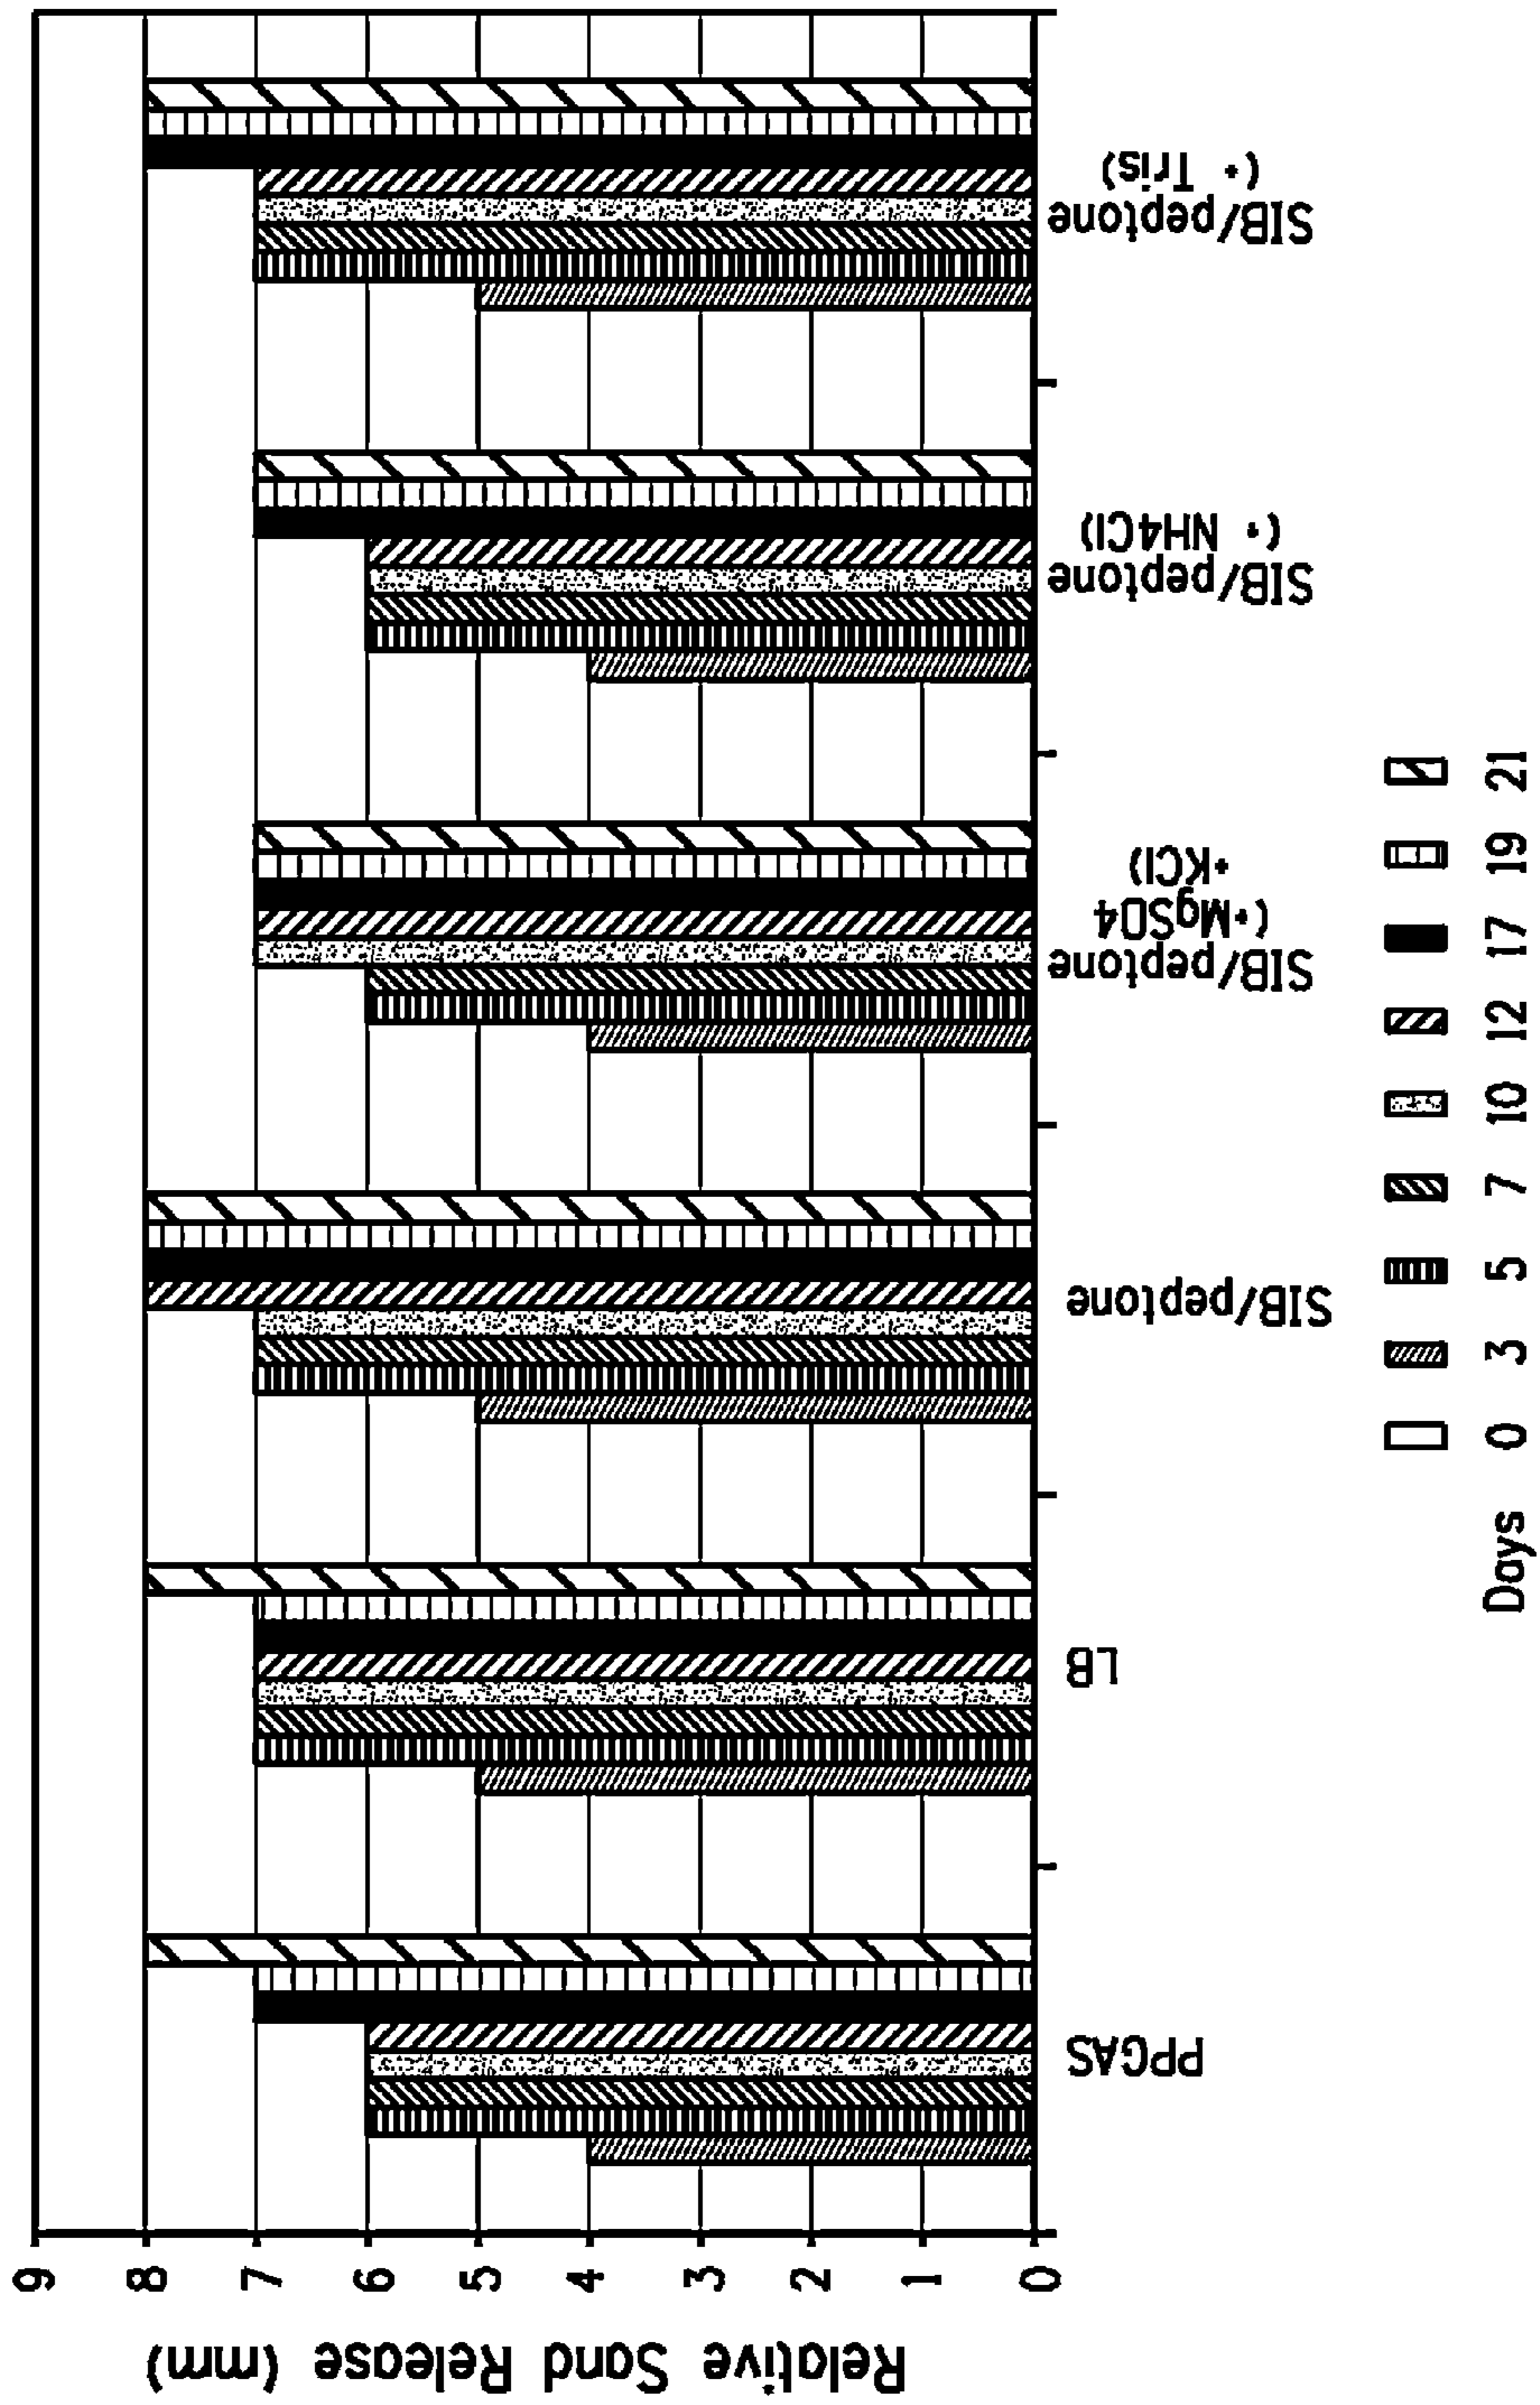 Relative Sand Release (mm)
9
8
7
6
5
4
3
2
1
0
PPGAS
LB
SIB/peptone
SIB/peptone
(·MgSO4
+KCl)
SIB/peptone
(· NH4Cl)
SIB/peptone
(· Tris)
Days 0 3 5 7 10 12 17 19 21